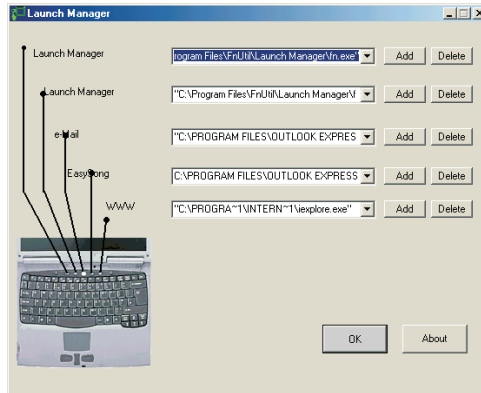 Launch Manager
Launch Manager rogram Files\FnUtil\Launch Manager\fn.exe" Add Delete
Launch Manager "C:\Program Files\FnUtil\Launch Manager\f Add Delete
e-Mail "C:\PROGRAM FILES\OUTLOOK EXPRES Add Delete
EasySong C:\PROGRAM FILES\OUTLOOK EXPRESS Add Delete
WWW "C:\PROGRA~1\INTERN~1\iexplore.exe" Add Delete
OK About